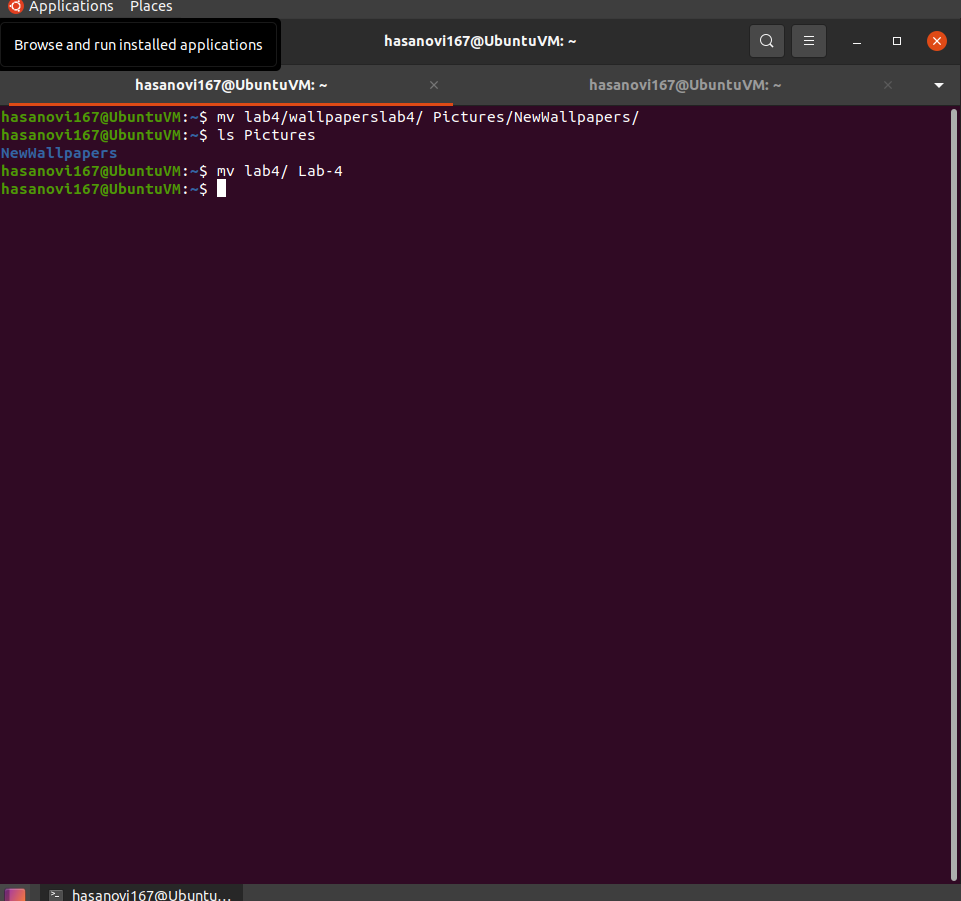 Applications Places
Browse and run installed applications
hasanovi167@UbuntuVM: ~
hasanovi167@UbuntuVM: ~
hasanovi167@UbuntuVM: ~
hasanovi167@UbuntuVM:~$ mv lab4/wallpaperslab4/ Pictures/NewWallpapers/
hasanovi167@UbuntuVM:~$ ls Pictures
NewWallpapers
hasanovi167@UbuntuVM:~$ mv lab4/ Lab-4
hasanovi167@UbuntuVM:~$
hasanovi167@Ubuntu...